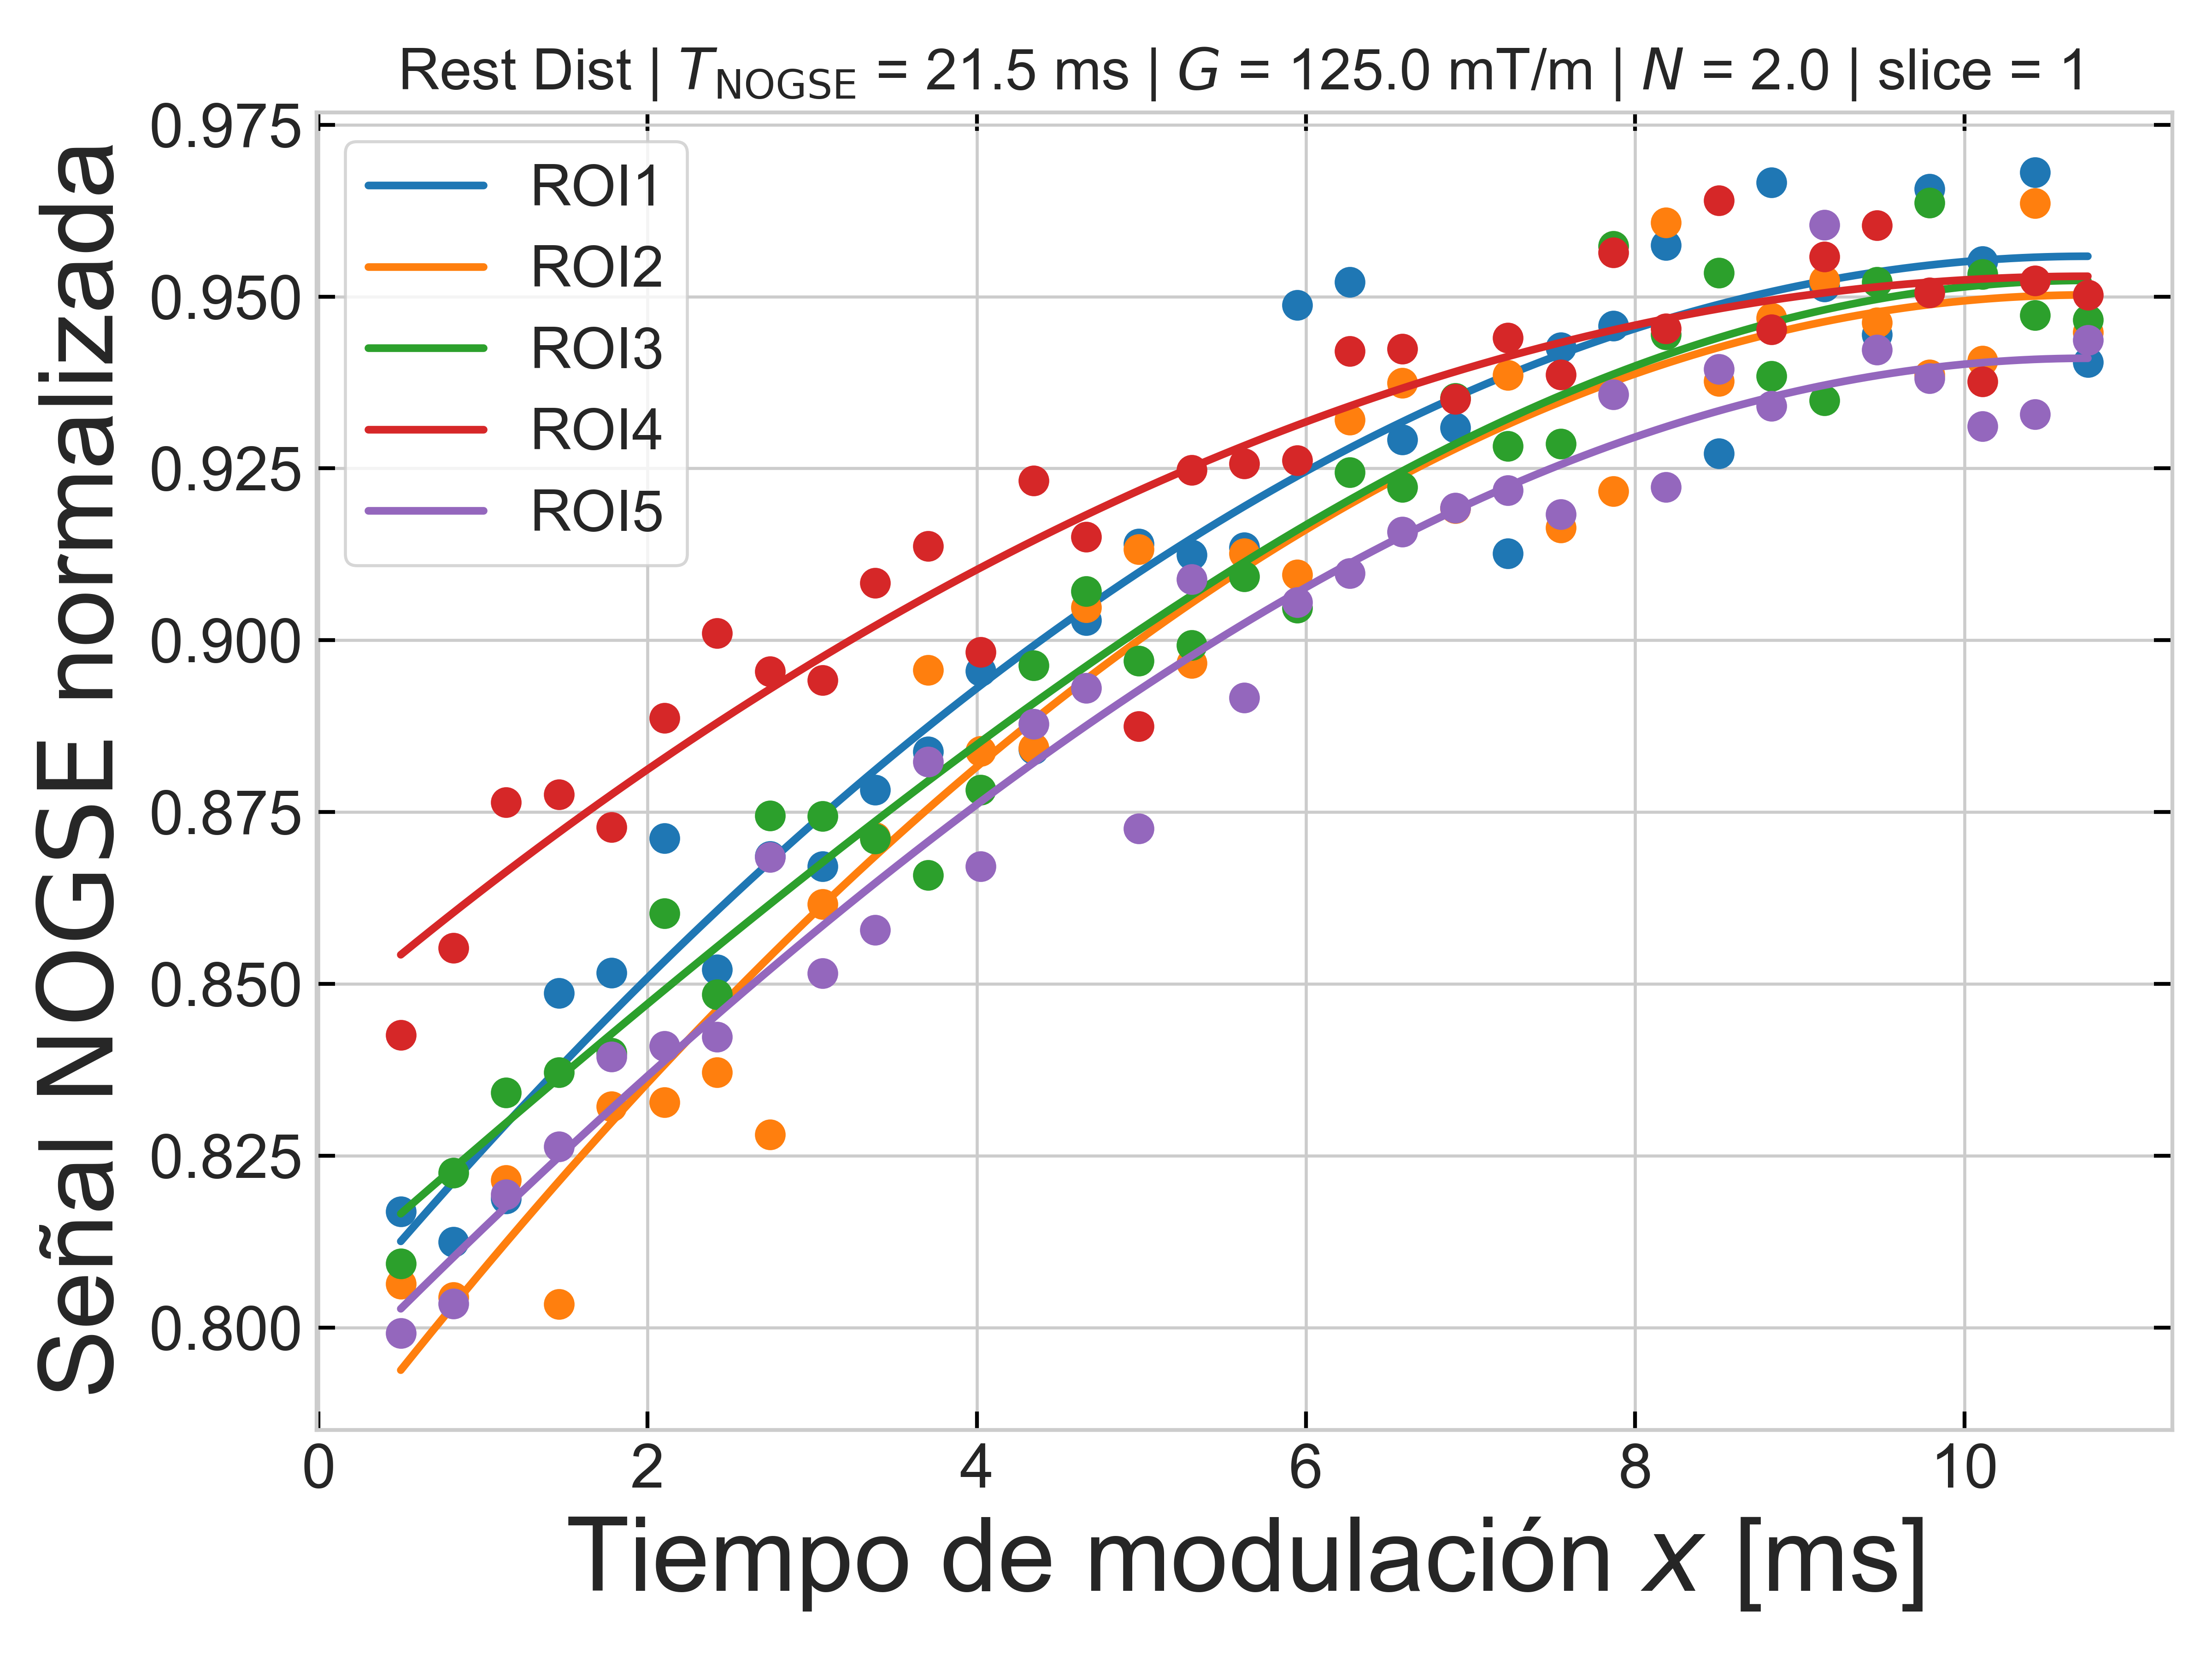 Rest Dist | T_NOGSE = 21.5 ms | G = 125.0 mT/m | N = 2.0 | slice = 1
Señal NOGSE normalizada
0.975
0.950
0.925
0.900
0.875
0.850
0.825
0.800
ROI1
ROI2
ROI3
ROI4
ROI5
0 2 4 6 8 10
Tiempo de modulación x [ms]